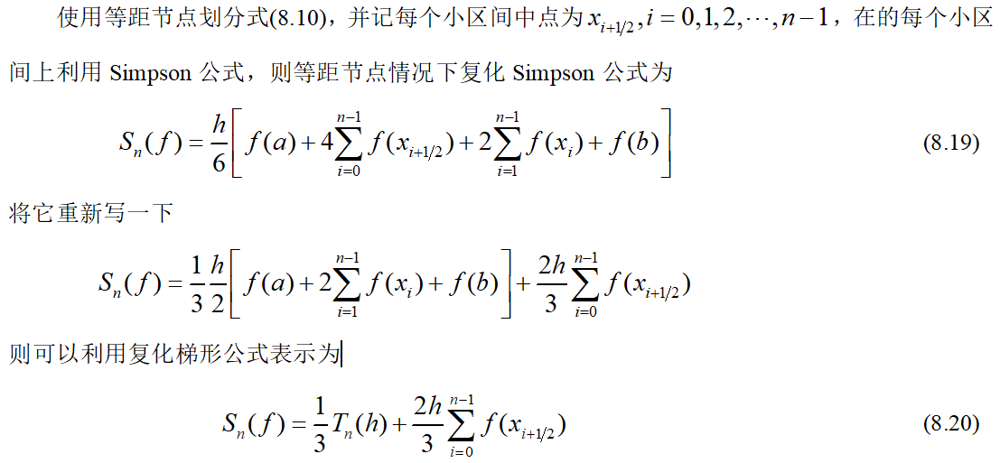 使用等距节点划分式(8.10)，并记每个小区间中点为 x_{i+1/2}, i = 0,1,2,⋯,n−1，在的每个小区
间上利用 Simpson 公式，则等距节点情况下复化 Simpson 公式为
S_n(f) = \frac{h}{6}\left[ f(a) + 4\sum_{i=0}^{n-1} f(x_{i+1/2}) + 2\sum_{i=1}^{n-1} f(x_i) + f(b) \right] (8.19)
将它重新写一下
S_n(f) = \frac{1}{3}\frac{h}{2}\left[ f(a) + 2\sum_{i=1}^{n-1} f(x_i) + f(b) \right] + \frac{2h}{3}\sum_{i=0}^{n-1} f(x_{i+1/2})
则可以利用复化梯形公式表示为
S_n(f) = \frac{1}{3}T_n(h) + \frac{2h}{3}\sum_{i=0}^{n-1} f(x_{i+1/2}) (8.20)